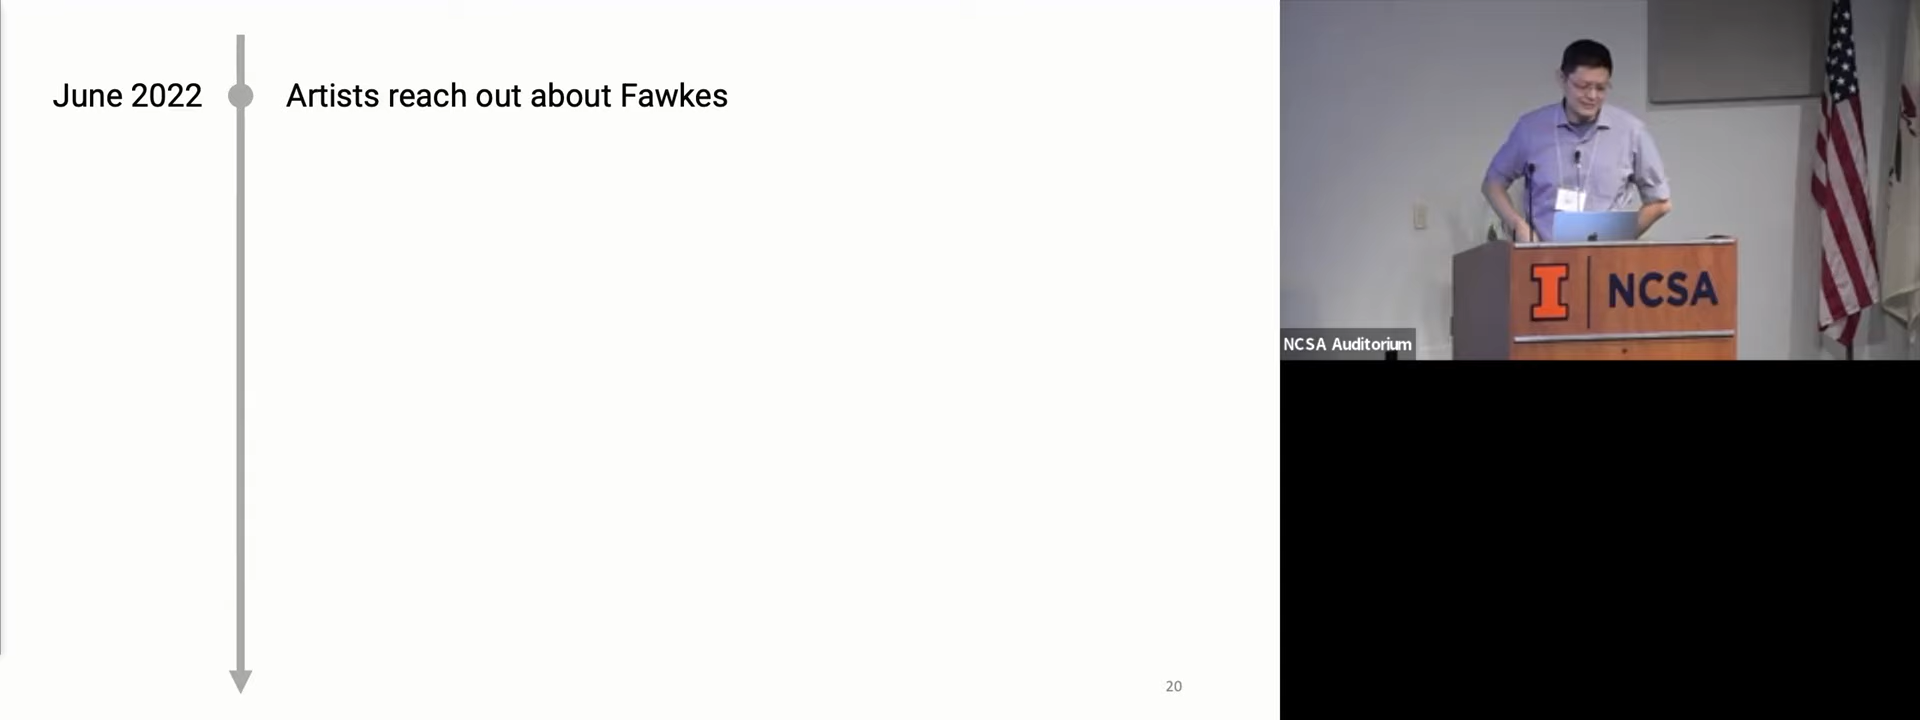 June 2022
Artists reach out about Fawkes
20
I NCSA
NCSA Auditorium